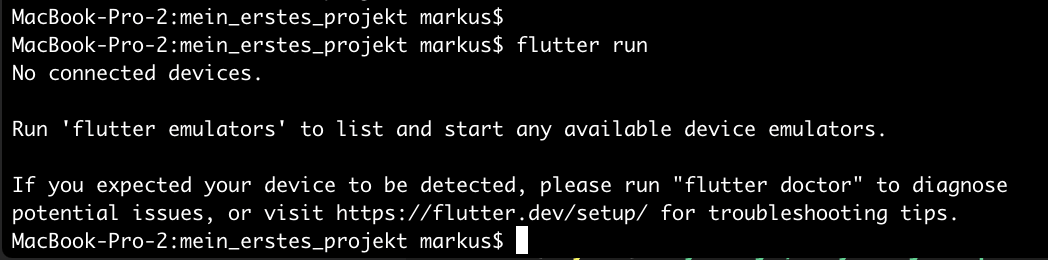 MacBook-Pro-2:mein_erstes_projekt markus$
MacBook-Pro-2:mein_erstes_projekt markus$ flutter run
No connected devices.
Run 'flutter emulators' to list and start any available device emulators.
If you expected your device to be detected, please run "flutter doctor" to diagnose
potential issues, or visit https://flutter.dev/setup/ for troubleshooting tips.
MacBook-Pro-2:mein_erstes_projekt markus$